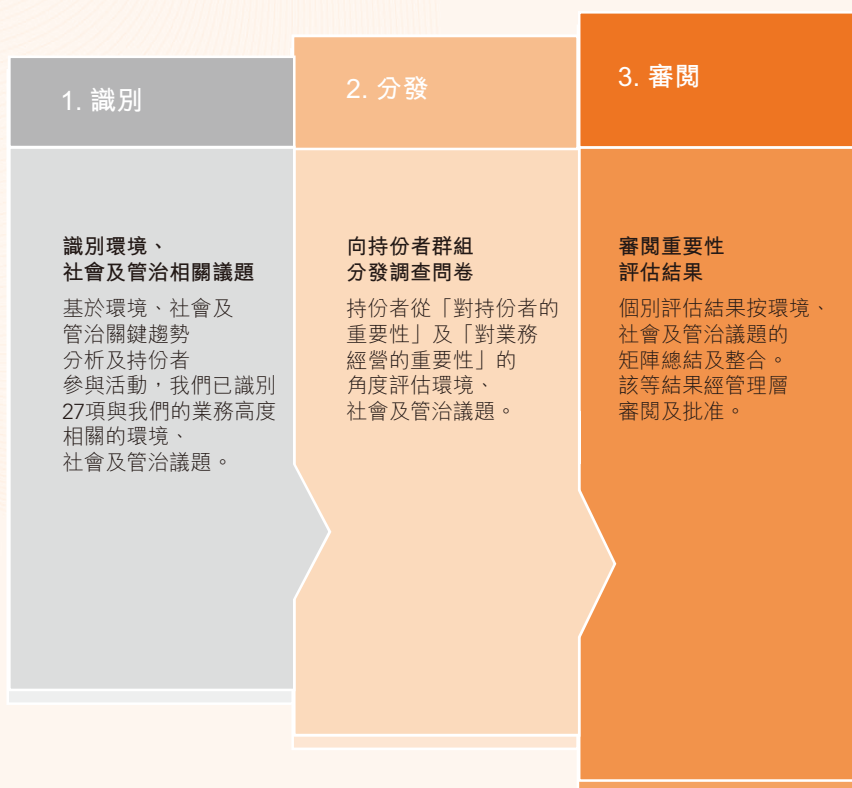 1. 識別
識別環境、
社會及管治相關議題
基於環境、社會及
管治關鍵趨勢
分析及持份者
參與活動，我們已識別
27項與我們的業務高度
相關的環境、
社會及管治議題。
2. 分發
向持份者群組
分發調查問卷
持份者從「對持份者的
重要性」及「對業務
經營的重要性」的
角度評估環境、
社會及管治議題。
3. 審閱
審閱重要性
評估結果
個別評估結果按環境、
社會及管治議題的
矩陣總結及整合。
該等結果經管理層
審閱及批准。